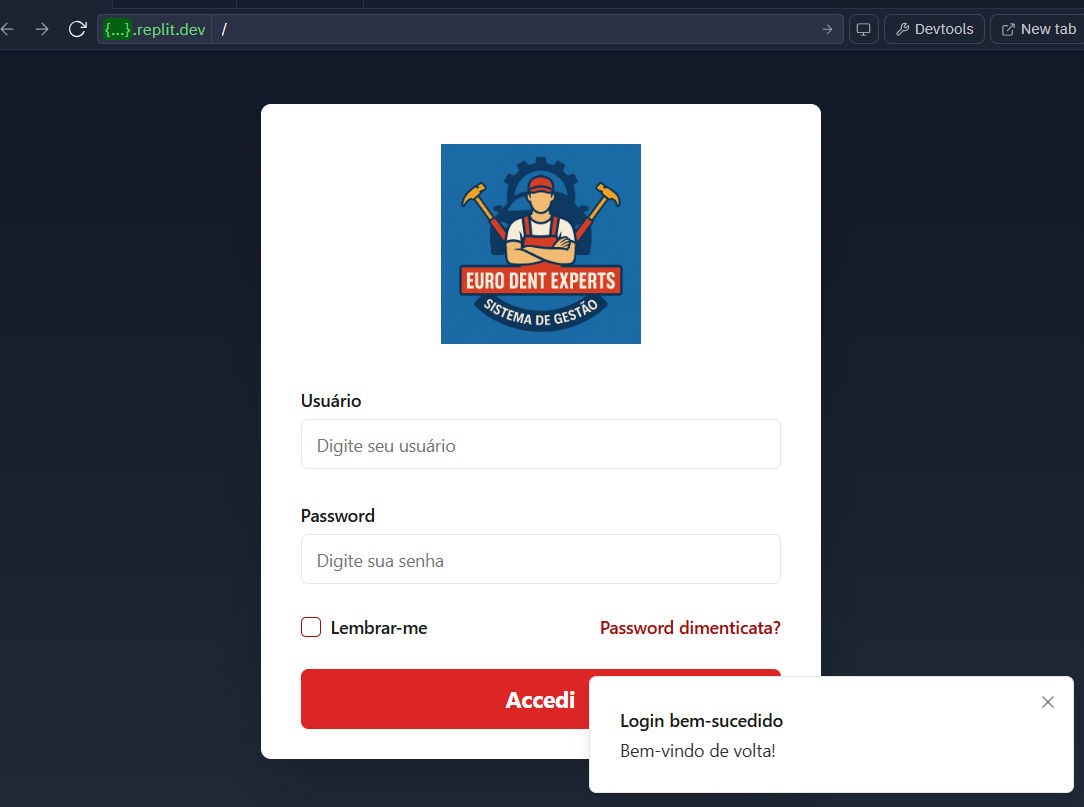 {...}.replit.dev /
Devtools
New tab
EURO DENT EXPERTS
SISTEMA DE GESTÃO
Usuário
Digite seu usuário
Password
Digite sua senha
Lembrar-me
Password dimenticata?
Accedi
Login bem-sucedido
Bem-vindo de volta!